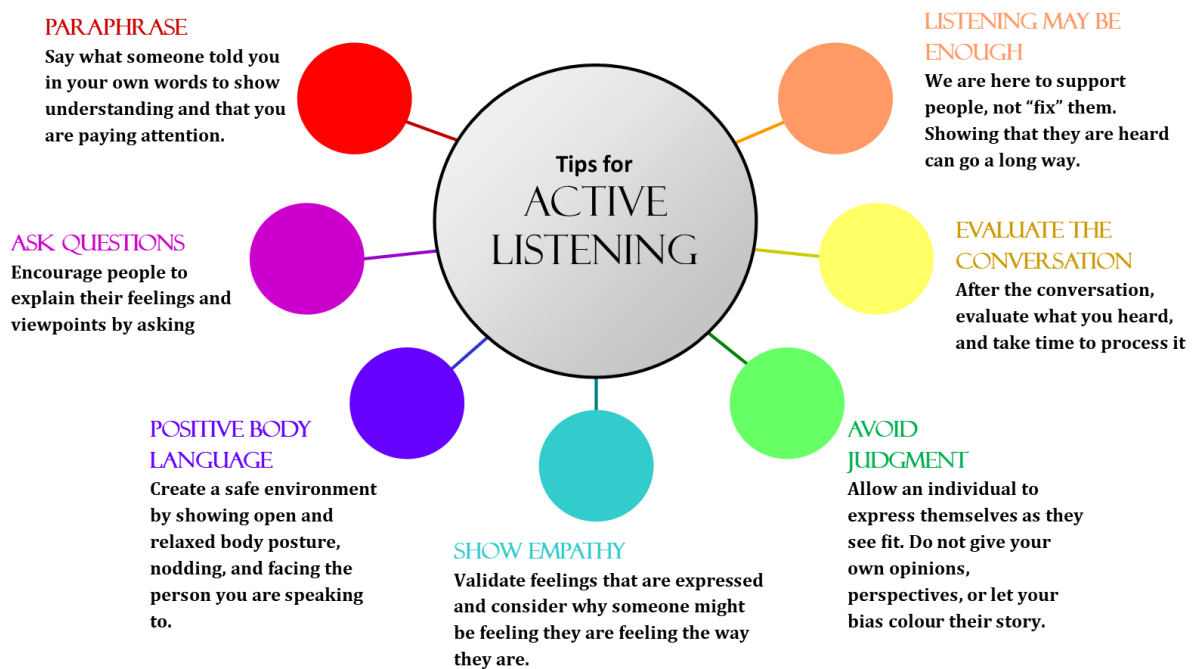 Tips for
ACTIVE
LISTENING
PARAPHRASE
Say what someone told you
in your own words to show
understanding and that you
are paying attention.
ASK QUESTIONS
Encourage people to
explain their feelings and
viewpoints by asking
POSITIVE BODY
LANGUAGE
Create a safe environment
by showing open and
relaxed body posture,
nodding, and facing the
person you are speaking
to.
SHOW EMPATHY
Validate feelings that are expressed
and consider why someone might
be feeling they are feeling the way
they are.
AVOID
JUDGMENT
Allow an individual to
express themselves as they
see fit. Do not give your
own opinions,
perspectives, or let your
bias colour their story.
EVALUATE THE
CONVERSATION
After the conversation,
evaluate what you heard,
and take time to process it
LISTENING MAY BE
ENOUGH
We are here to support
people, not “fix” them.
Showing that they are heard
can go a long way.